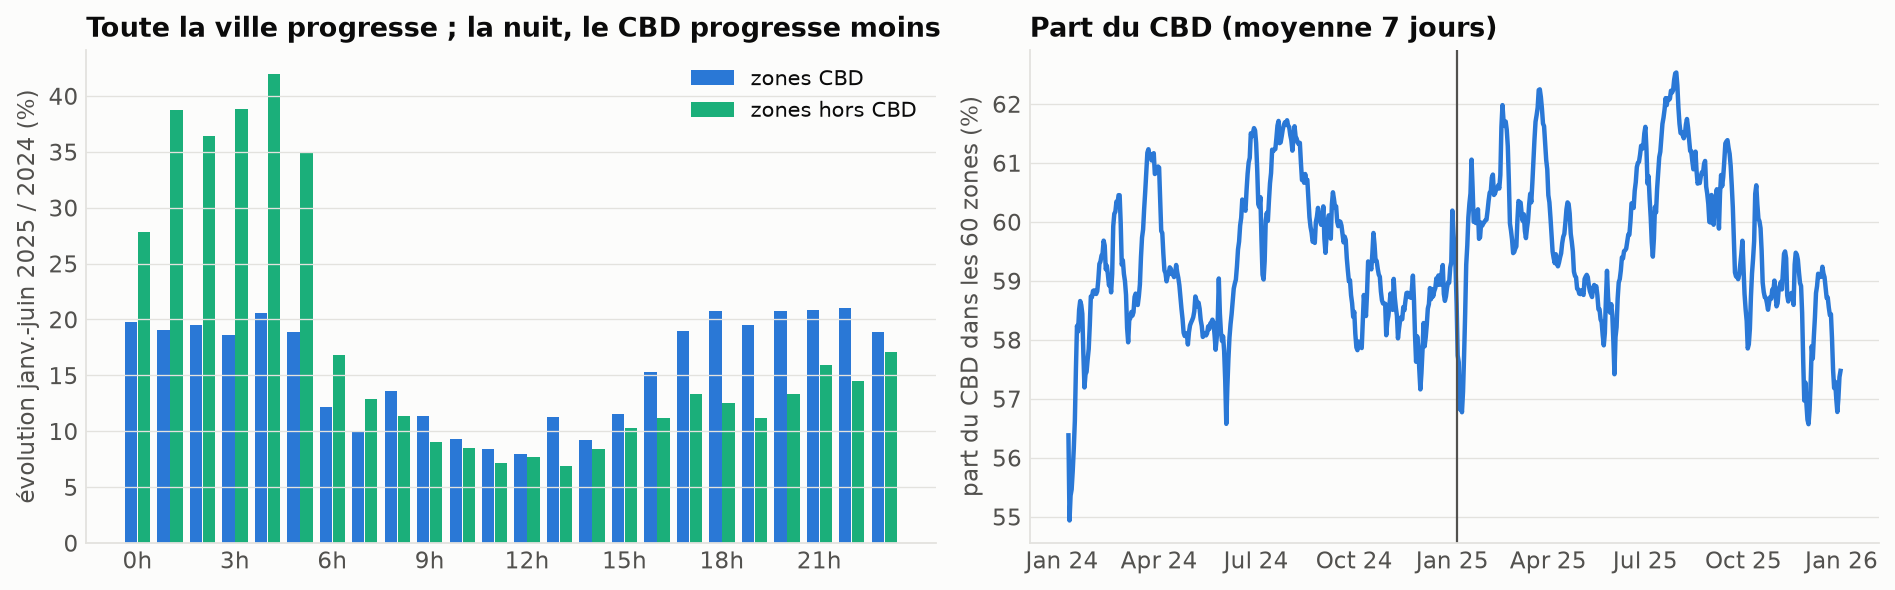 Toute la ville progresse ; la nuit, le CBD progresse moins
évolution janv.-juin 2025 / 2024 (%)
40
35
30
25
20
15
10
5
0
zones CBD
zones hors CBD
0h 3h 6h 9h 12h 15h 18h 21h
Part du CBD (moyenne 7 jours)
part du CBD dans les 60 zones (%)
62
61
60
59
58
57
56
55
Jan 24 Apr 24 Jul 24 Oct 24 Jan 25 Apr 25 Jul 25 Oct 25 Jan 26